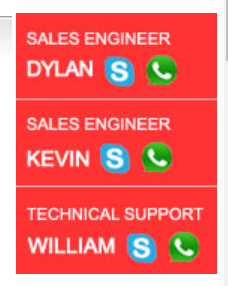 SALES ENGINEER
DYLAN
SALES ENGINEER
KEVIN
TECHNICAL SUPPORT
WILLIAM